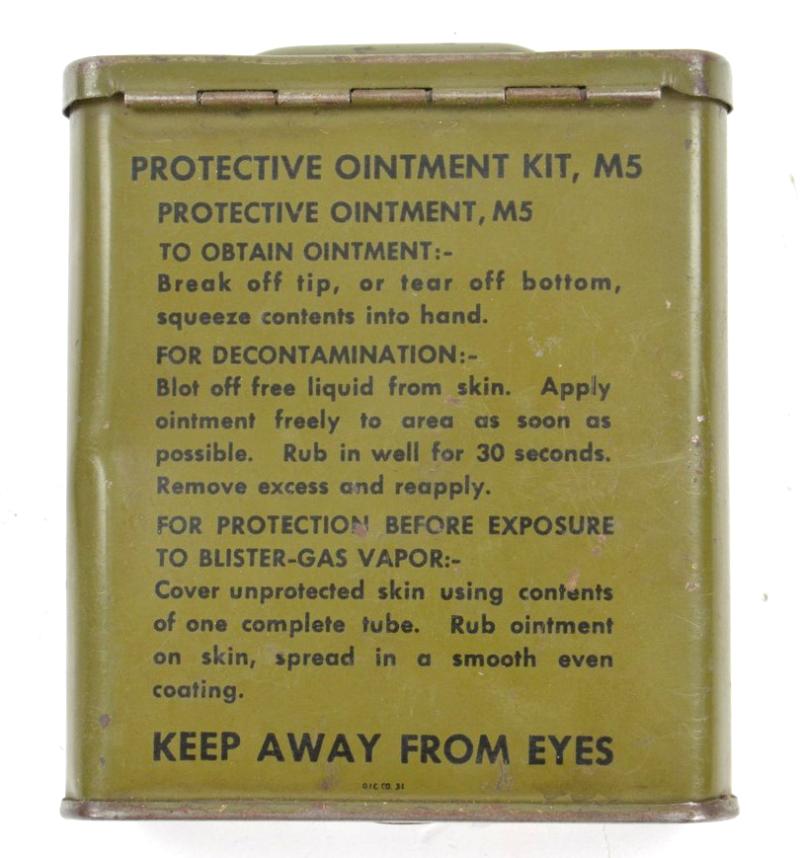 PROTECTIVE OINTMENT KIT, M5
PROTECTIVE OINTMENT, M5
TO OBTAIN OINTMENT:-
Break off tip, or tear off bottom,
squeeze contents into hand.
FOR DECONTAMINATION:-
Blot off free liquid from skin. Apply
ointment freely to area as soon as
possible. Rub in well for 30 seconds.
Remove excess and reapply.
FOR PROTECTION BEFORE EXPOSURE
TO BLISTER-GAS VAPOR:-
Cover unprotected skin using contents
of one complete tube. Rub ointment
on skin, spread in a smooth even
coating.
KEEP AWAY FROM EYES
CO.